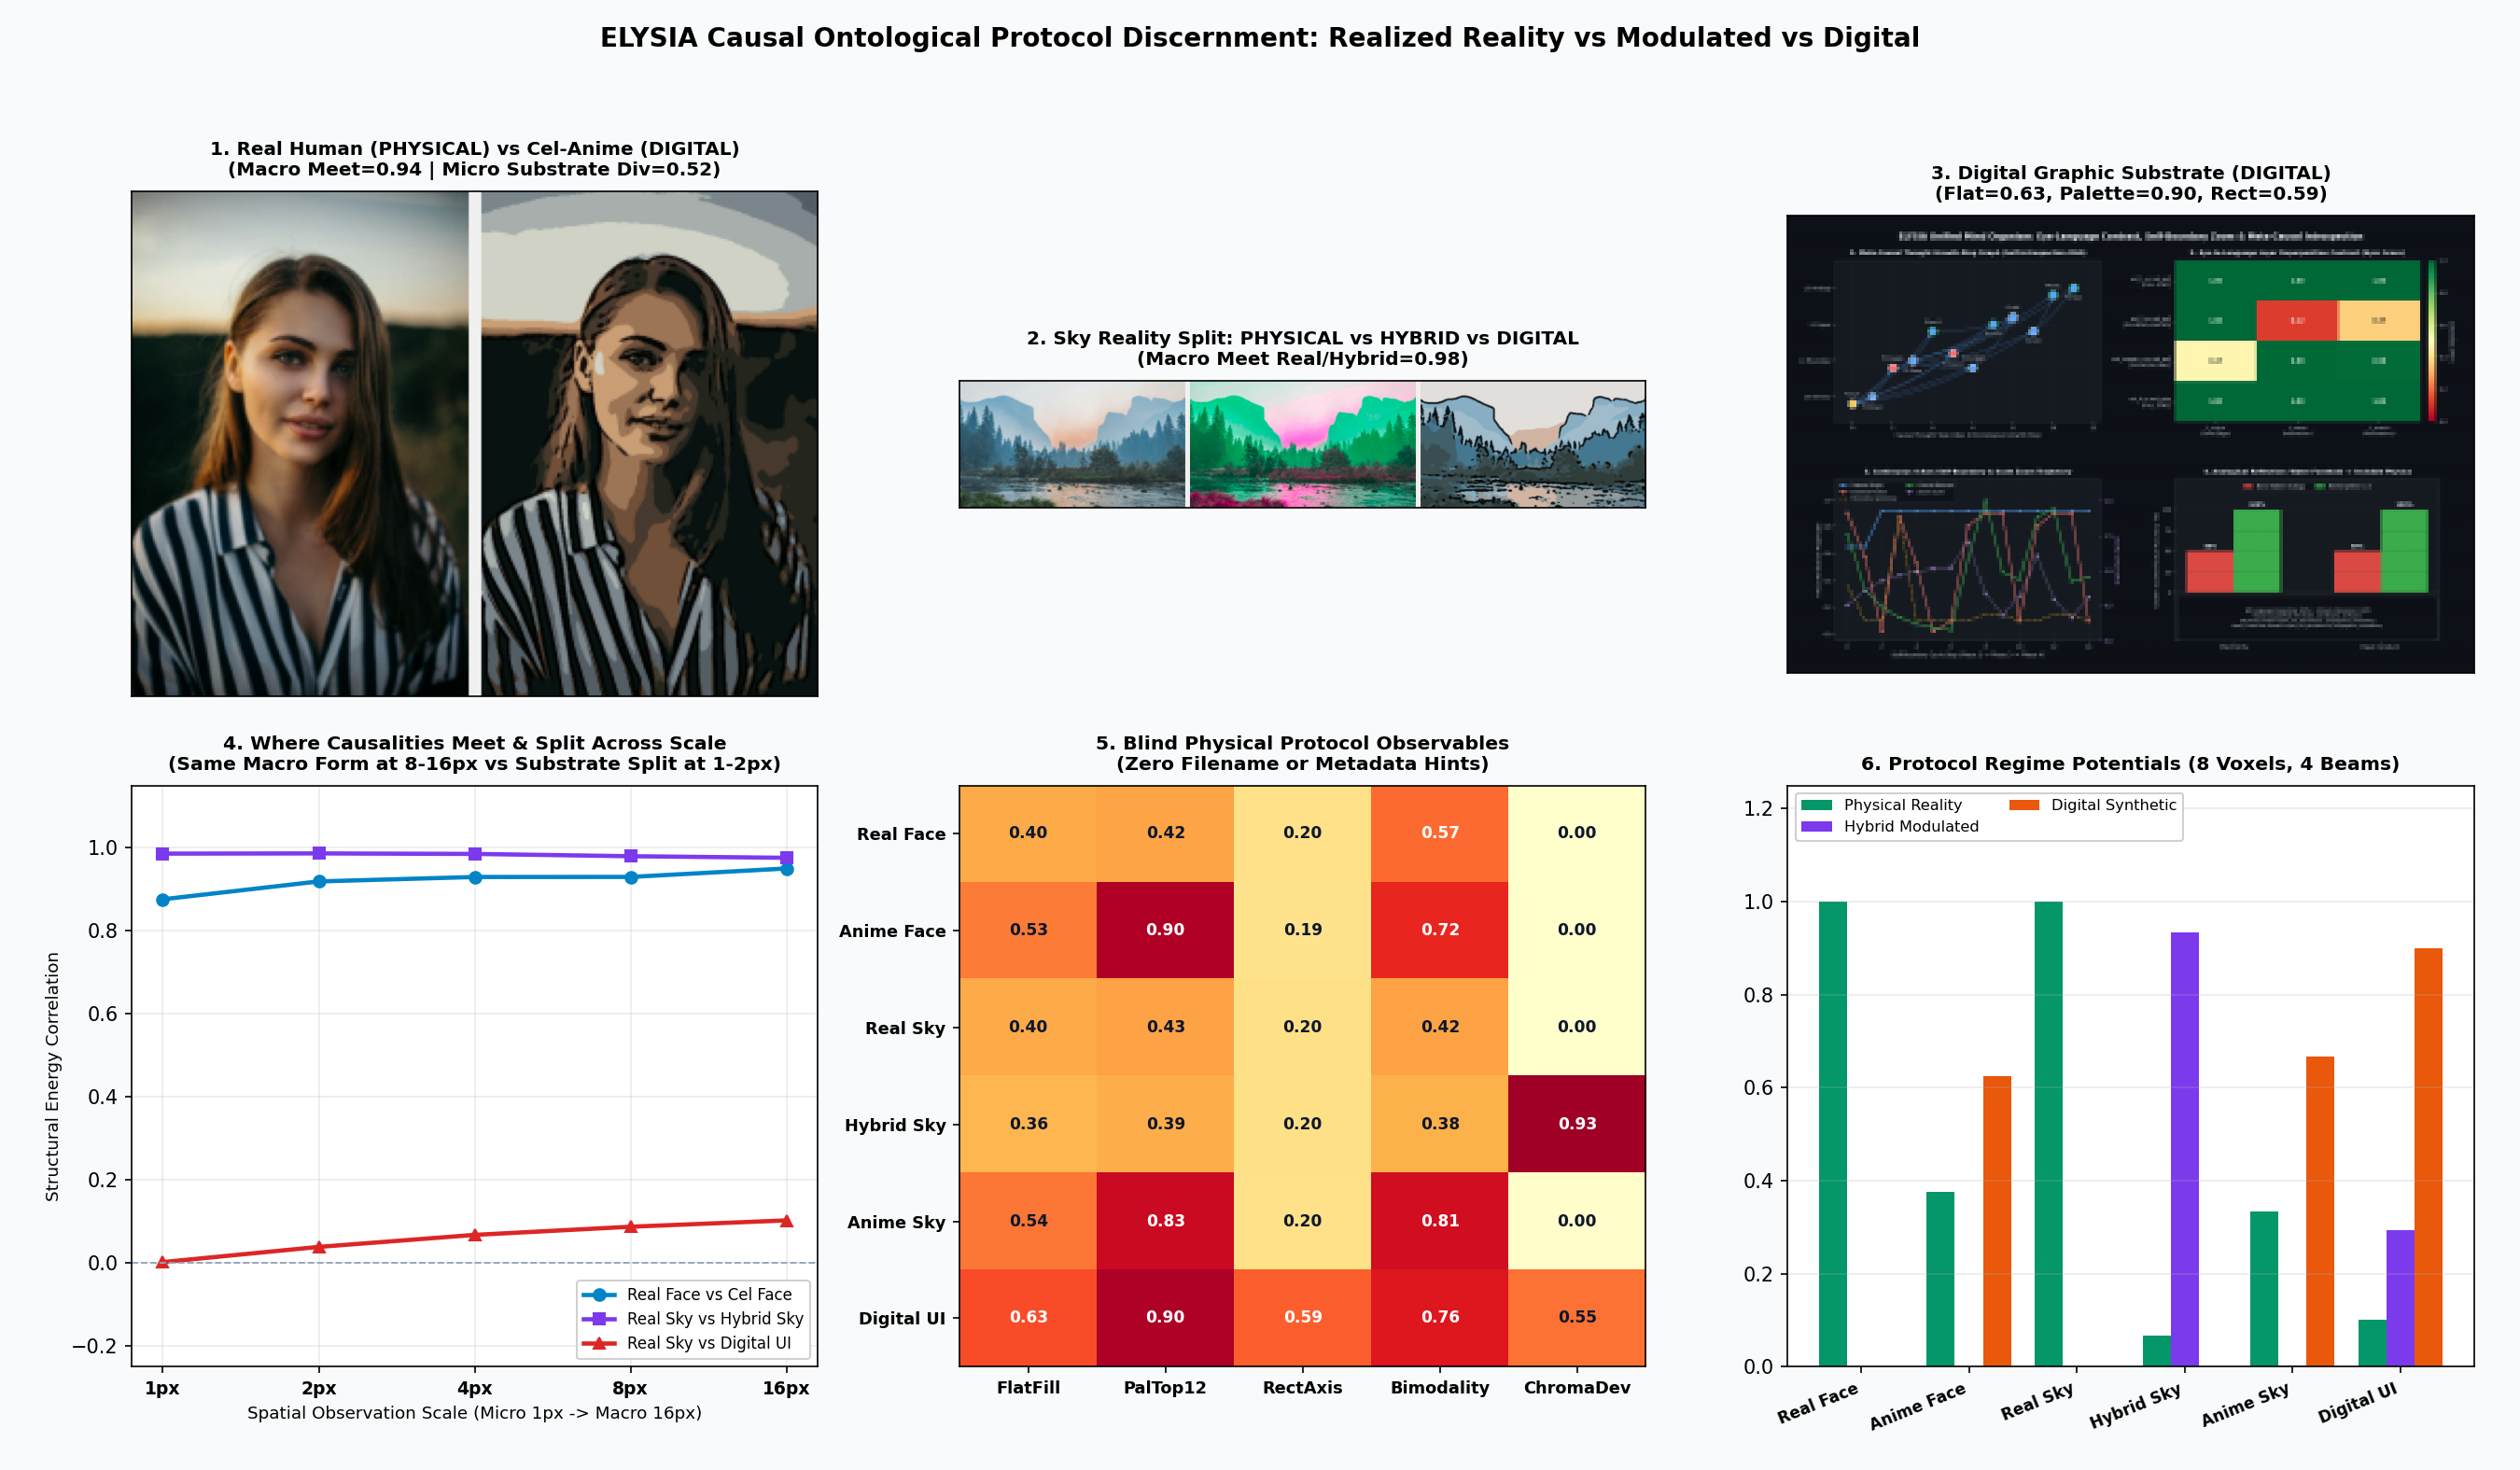 ELYSIA Causal Ontological Protocol Discernment: Realized Reality vs Modulated vs Digital
1. Real Human (PHYSICAL) vs Cel-Anime (DIGITAL)
(Macro Meet=0.94 | Micro Substrate Div=0.52)
2. Sky Reality Split: PHYSICAL vs HYBRID vs DIGITAL
(Macro Meet Real/Hybrid=0.98)
3. Digital Graphic Substrate (DIGITAL)
(Flat=0.63, Palette=0.90, Rect=0.59)
4. Where Causalities Meet & Split Across Scale
(Same Macro Form at 8-16px vs Substrate Split at 1-2px)
Structural Energy Correlation
1.0
0.8
0.6
0.4
0.2
0.0
−0.2
Real Face vs Cel Face
Real Sky vs Hybrid Sky
Real Sky vs Digital UI
1px 2px 4px 8px 16px
Spatial Observation Scale (Micro 1px -> Macro 16px)
5. Blind Physical Protocol Observables
(Zero Filename or Metadata Hints)
Real Face 0.40 0.42 0.20 0.57 0.00
Anime Face 0.53 0.90 0.19 0.72 0.00
Real Sky 0.40 0.43 0.20 0.42 0.00
Hybrid Sky 0.36 0.39 0.20 0.38 0.93
Anime Sky 0.54 0.83 0.20 0.81 0.00
Digital UI 0.63 0.90 0.59 0.76 0.55
FlatFill PalTop12 RectAxis Bimodality ChromaDev
6. Protocol Regime Potentials (8 Voxels, 4 Beams)
Physical Reality Digital Synthetic
Hybrid Modulated
1.2
1.0
0.8
0.6
0.4
0.2
0.0
Real Face Anime Face Real Sky Hybrid Sky Anime Sky Digital UI